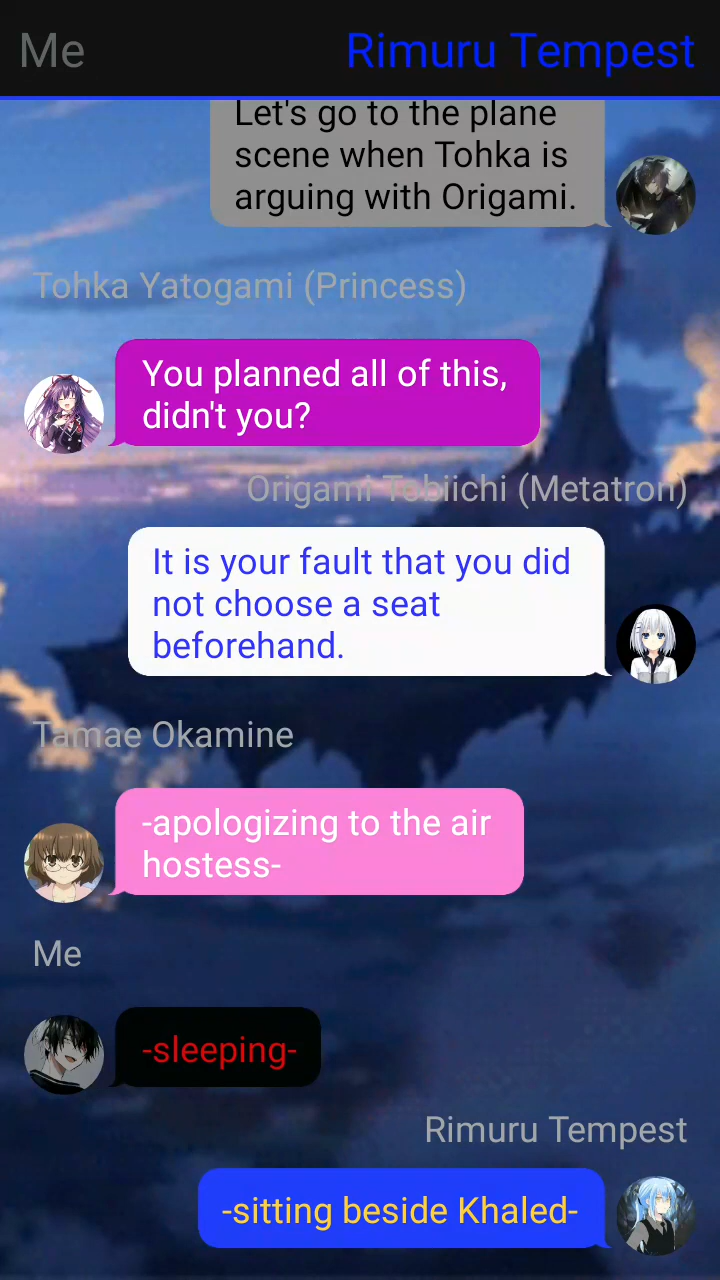 Me
Rimuru Tempest
Let's go to the plane
scene when Tohka is
arguing with Origami.
Tohka Yatogami (Princess)
You planned all of this,
didn't you?
Origami Tobiichi (Metatron)
It is your fault that you did
not choose a seat
beforehand.
Tamae Okamine
-apologizing to the air
hostess-
Me
-sleeping-
Rimuru Tempest
-sitting beside Khaled-